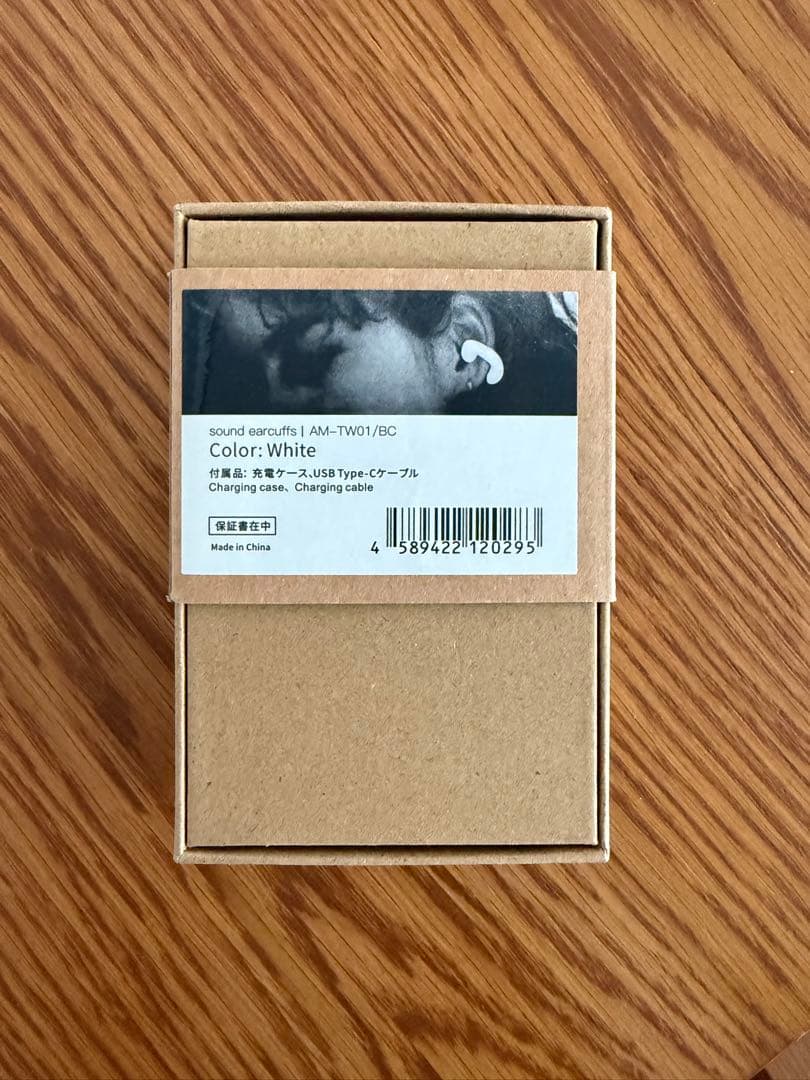 sound earcuffs | AM-TW01/BC
Color: White
付属品: 充電ケース、USB Type-Cケーブル
Charging case、Charging cable
保証書在中
Made in China
4 589422 120295